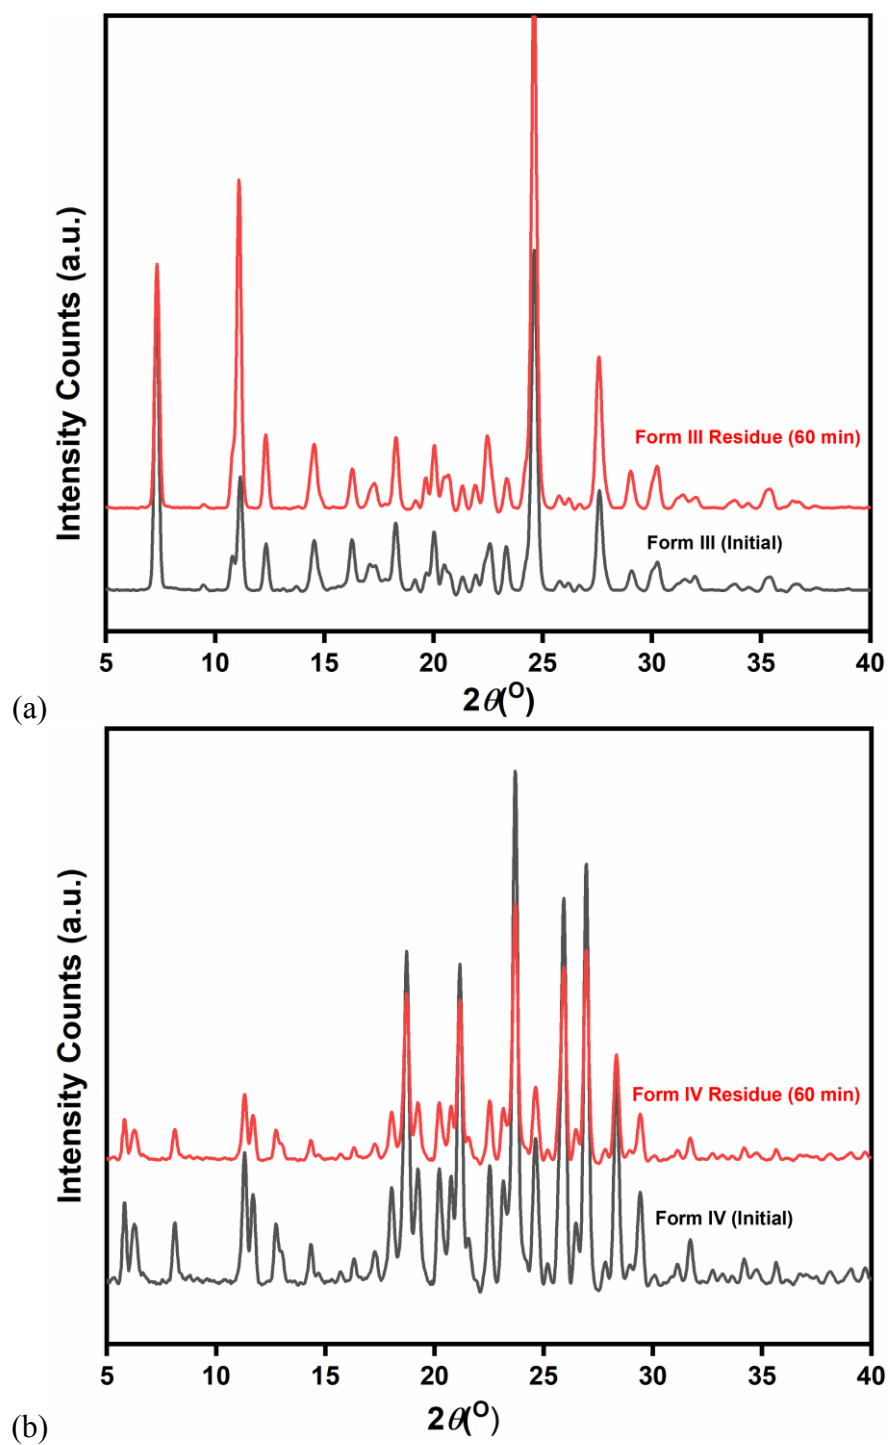 Intensity Counts (a.u.)
Form III Residue (60 min)
Form III (Initial)
5 10 15 20 25 30 35 40
2θ(O)
(a)
Intensity Counts (a.u.)
Form IV Residue (60 min)
Form IV (Initial)
5 10 15 20 25 30 35 40
2θ(O)
(b)